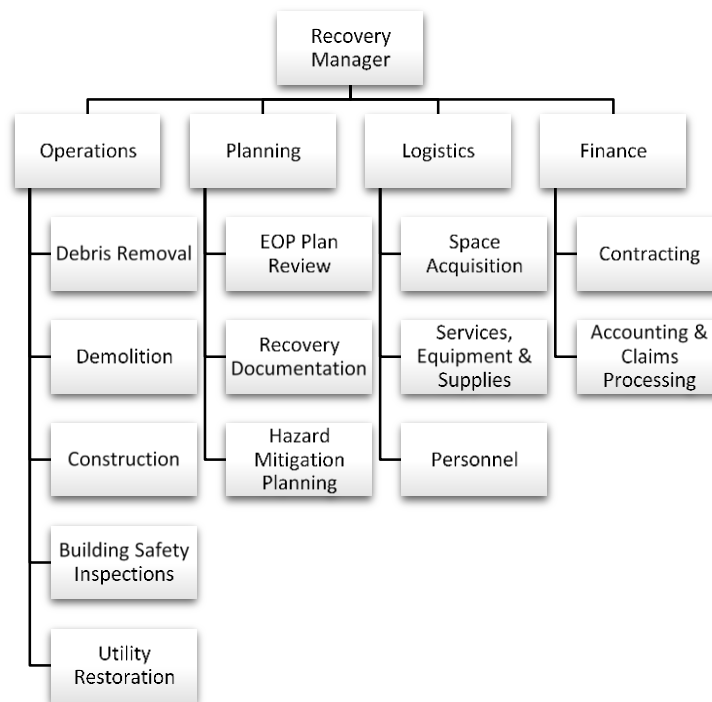 Recovery
Manager
Operations
Planning
Logistics
Finance
Debris Removal
Demolition
Construction
Building Safety
Inspections
Utility
Restoration
EOP Plan
Review
Recovery
Documentation
Hazard
Mitigation
Planning
Space
Acquisition
Services,
Equipment &
Supplies
Personnel
Contracting
Accounting &
Claims
Processing